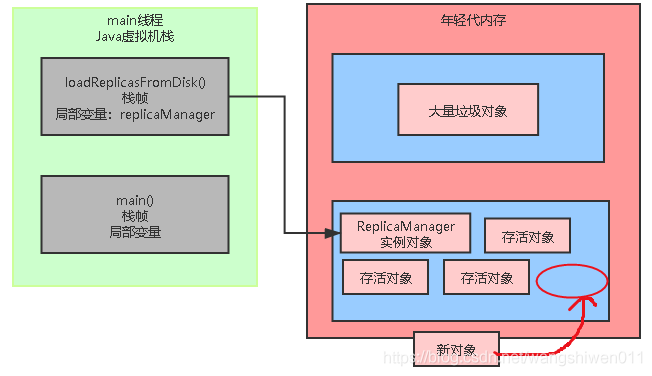 main线程
Java虚拟机栈
loadReplicasFromDisk()
栈帧
局部变量：replicaManager
main()
栈帧
局部变量
年轻代内存
大量垃圾对象
ReplicaManager
实例对象
存活对象
存活对象
存活对象
新对象
https://blog.csdn.net/wangshiwen011